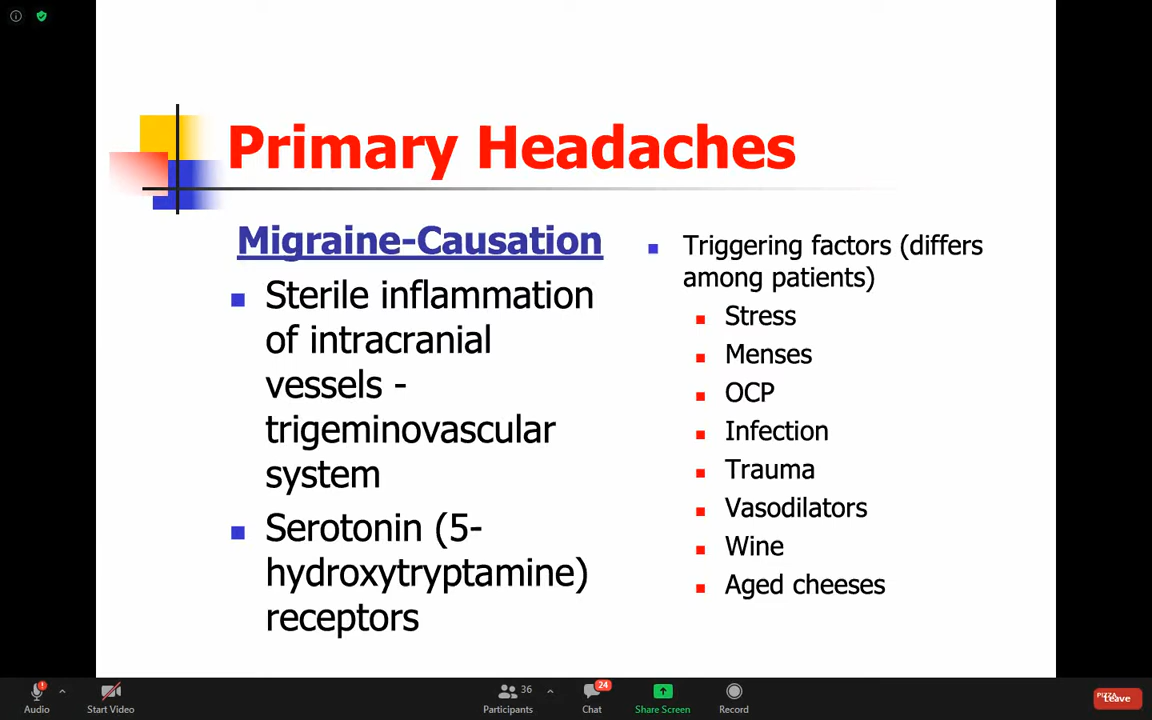 Primary Headaches
Migraine-Causation
Sterile inflammation
of intracranial
vessels -
trigeminovascular
system
Serotonin (5-
hydroxytryptamine)
receptors
Triggering factors (differs
among patients)
Stress
Menses
OCP
Infection
Trauma
Vasodilators
Wine
Aged cheeses
Audio
Start Video
36
Participants
24
Chat
Share Screen
Record
PIZZA
Leave